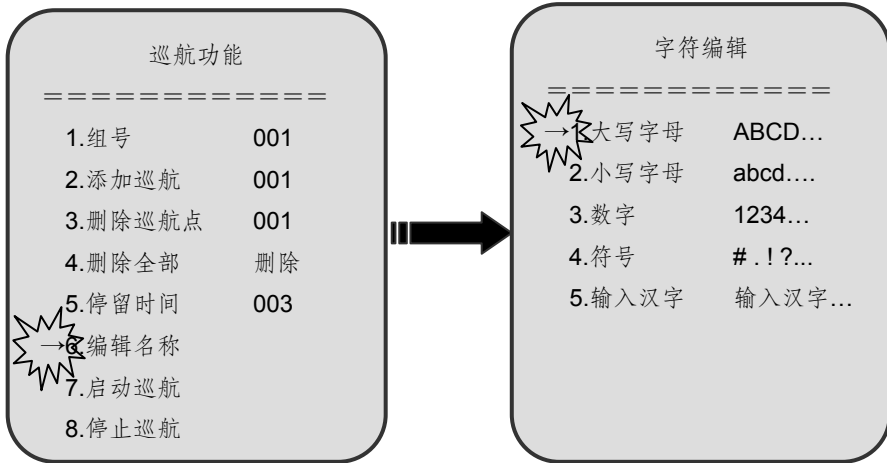 巡航功能
============
1.组号 001
2.添加巡航 001
3.删除巡航点 001
4.删除全部 删除
5.停留时间 003
→6.编辑名称
7.启动巡航
8.停止巡航
字符编辑
============
→1.大写字母 ABCD…
2.小写字母 abcd….
3.数字 1234…
4.符号 # . ! ?...
5.输入汉字 输入汉字…